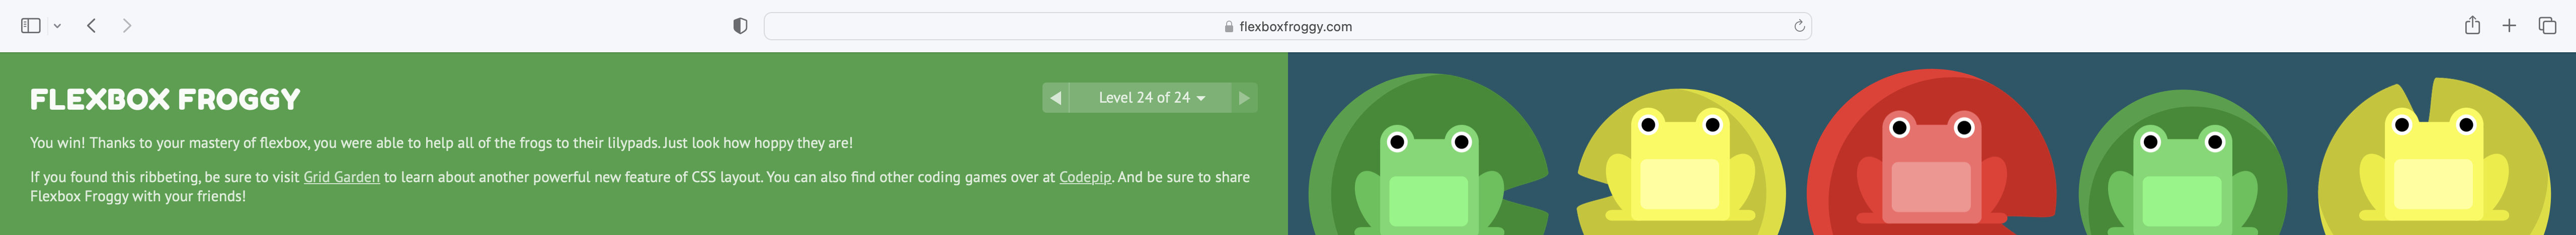 flexboxfroggy.com
FLEXBOX FROGGY
Level 24 of 24
You win! Thanks to your mastery of flexbox, you were able to help all of the frogs to their lilypads. Just look how hoppy they are!
If you found this ribbeting, be sure to visit Grid Garden to learn about another powerful new feature of CSS layout. You can also find other coding games over at Codepip. And be sure to share
Flexbox Froggy with your friends!